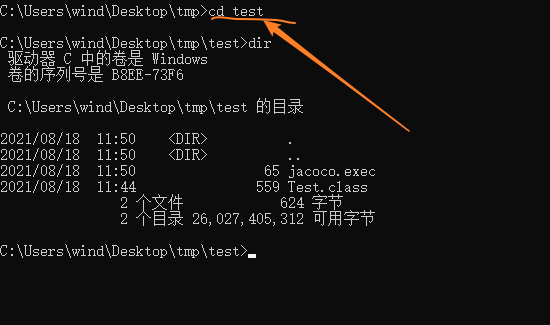 C:\Users\wind\Desktop\tmp>cd test
C:\Users\wind\Desktop\tmp\test>dir
驱动器 C 中的卷是 Windows
卷的序列号是 B8EE-73F6
C:\Users\wind\Desktop\tmp\test 的目录
2021/08/18  11:50    <DIR>          .
2021/08/18  11:50    <DIR>          ..
2021/08/18  11:50                65 jacoco.exec
2021/08/18  11:44               559 Test.class
2 个文件            624 字节
2 个目录 26,027,405,312 可用字节
C:\Users\wind\Desktop\tmp\test>